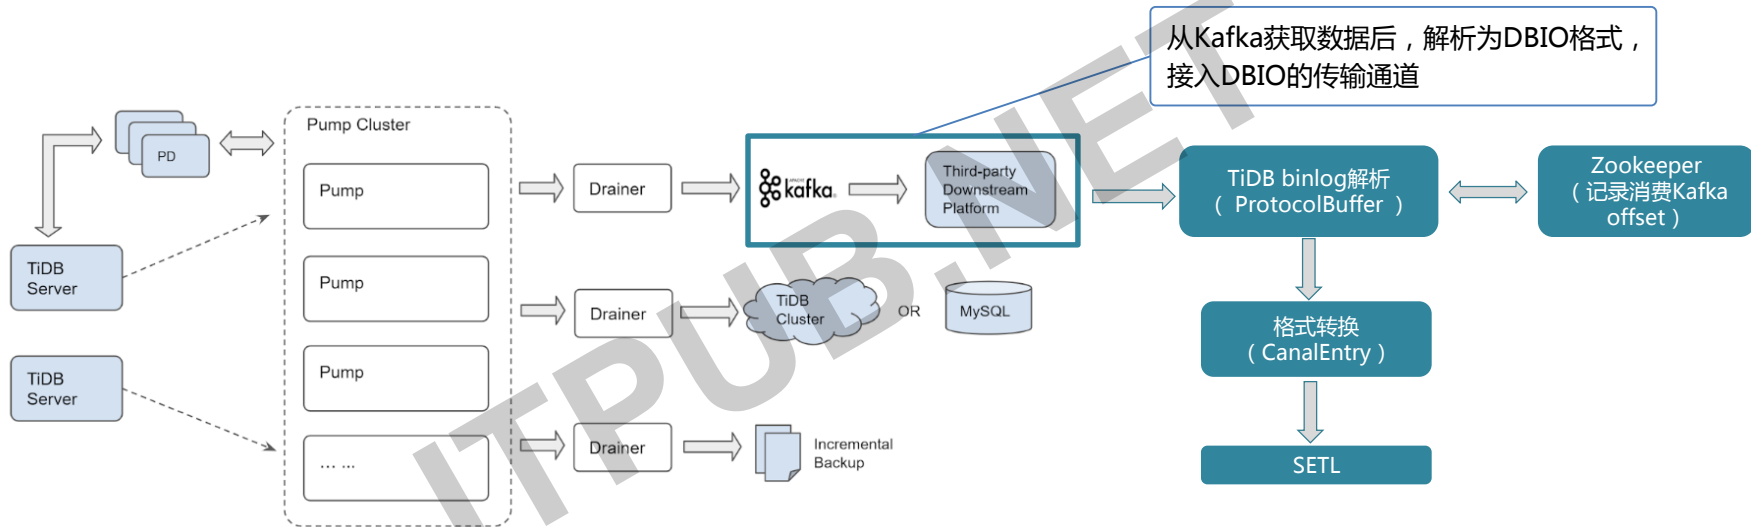 从Kafka获取数据后，解析为DBIO格式，
接入DBIO的传输通道
PD
TiDB
Server
TiDB
Server
Pump Cluster
Pump
Pump
Pump
... ...
Drainer
Drainer
Drainer
APACHE
kafka
Third-party
Downstream
Platform
TiDB
Cluster
OR
MySQL
Incremental
Backup
TiDB binlog解析
（ ProtocolBuffer ）
Zookeeper
（记录消费Kafka
offset）
格式转换
（CanalEntry）
SETL
ITPUB.NET